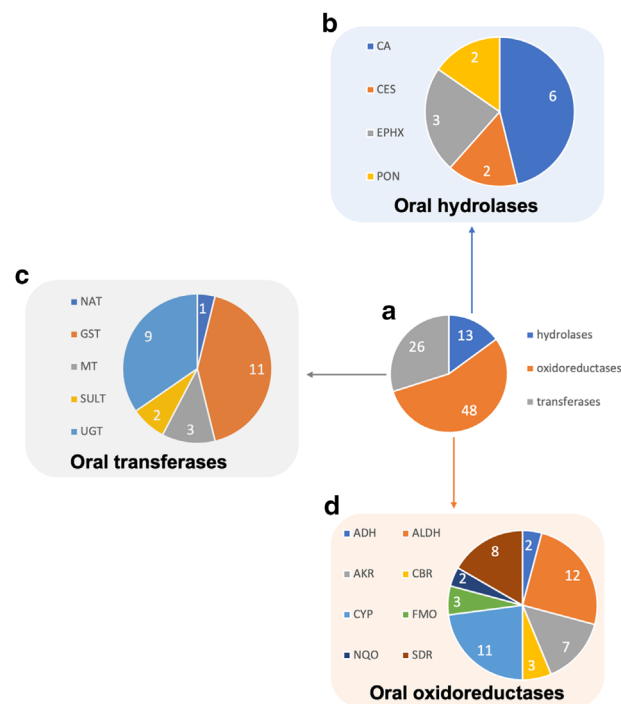 b
CA
CES
EPHX
PON
2
6
3
2
Oral hydrolases
c
NAT
GST
MT
SULT
UGT
1
9
11
2
3
Oral transferases
a
13
26
48
hydrolases
oxidoreductases
transferases
d
ADH ALDH
AKR CBR
CYP FMO
NQO SDR
2
8
12
2
3
7
11
3
Oral oxidoreductases